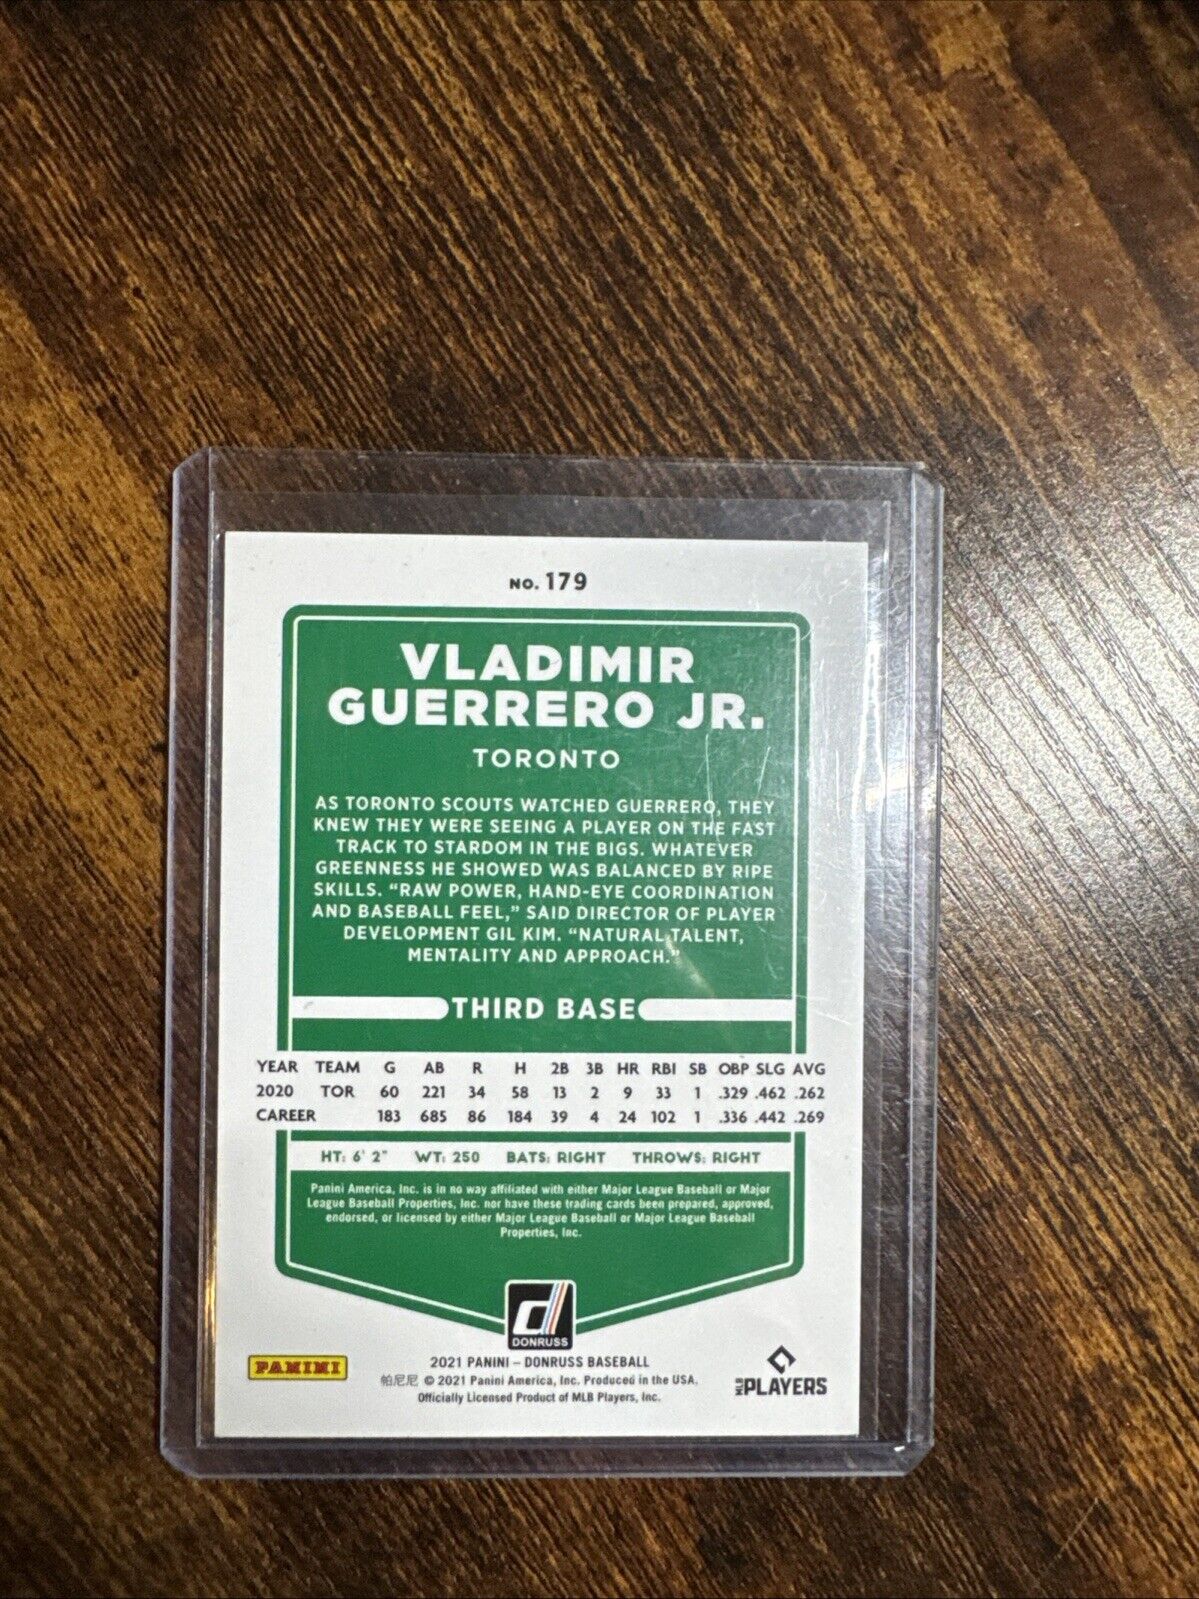 NO. 179
VLADIMIR
GUERRERO JR.
TORONTO
AS TORONTO SCOUTS WATCHED GUERRERO, THEY
KNEW THEY WERE SEEING A PLAYER ON THE FAST
TRACK TO STARDOM IN THE BIGS. WHATEVER
GREENNESS HE SHOWED WAS BALANCED BY RIPE
SKILLS. “RAW POWER, HAND-EYE COORDINATION
AND BASEBALL FEEL,” SAID DIRECTOR OF PLAYER
DEVELOPMENT GIL KIM. “NATURAL TALENT,
MENTALITY AND APPROACH.”
THIRD BASE
YEAR TEAM G AB R H 2B 3B HR RBI SB OBP SLG AVG
2020 TOR 60 221 34 58 13 2 9 33 1 .329 .462 .262
CAREER 183 685 86 184 39 4 24 102 1 .336 .442 .269
HT: 6' 2" WT: 250 BATS: RIGHT THROWS: RIGHT
Panini America, Inc. is in no way affiliated with either Major League Baseball or Major
League Baseball Properties, Inc. nor have these trading cards been prepared, approved,
endorsed, or licensed by either Major League Baseball or Major League Baseball
Properties, Inc.
d
DONRUSS
PANINI
2021 PANINI – DONRUSS BASEBALL
帕尼尼 © 2021 Panini America, Inc. Produced in the USA.
Officially Licensed Product of MLB Players, Inc.
MLB PLAYERS